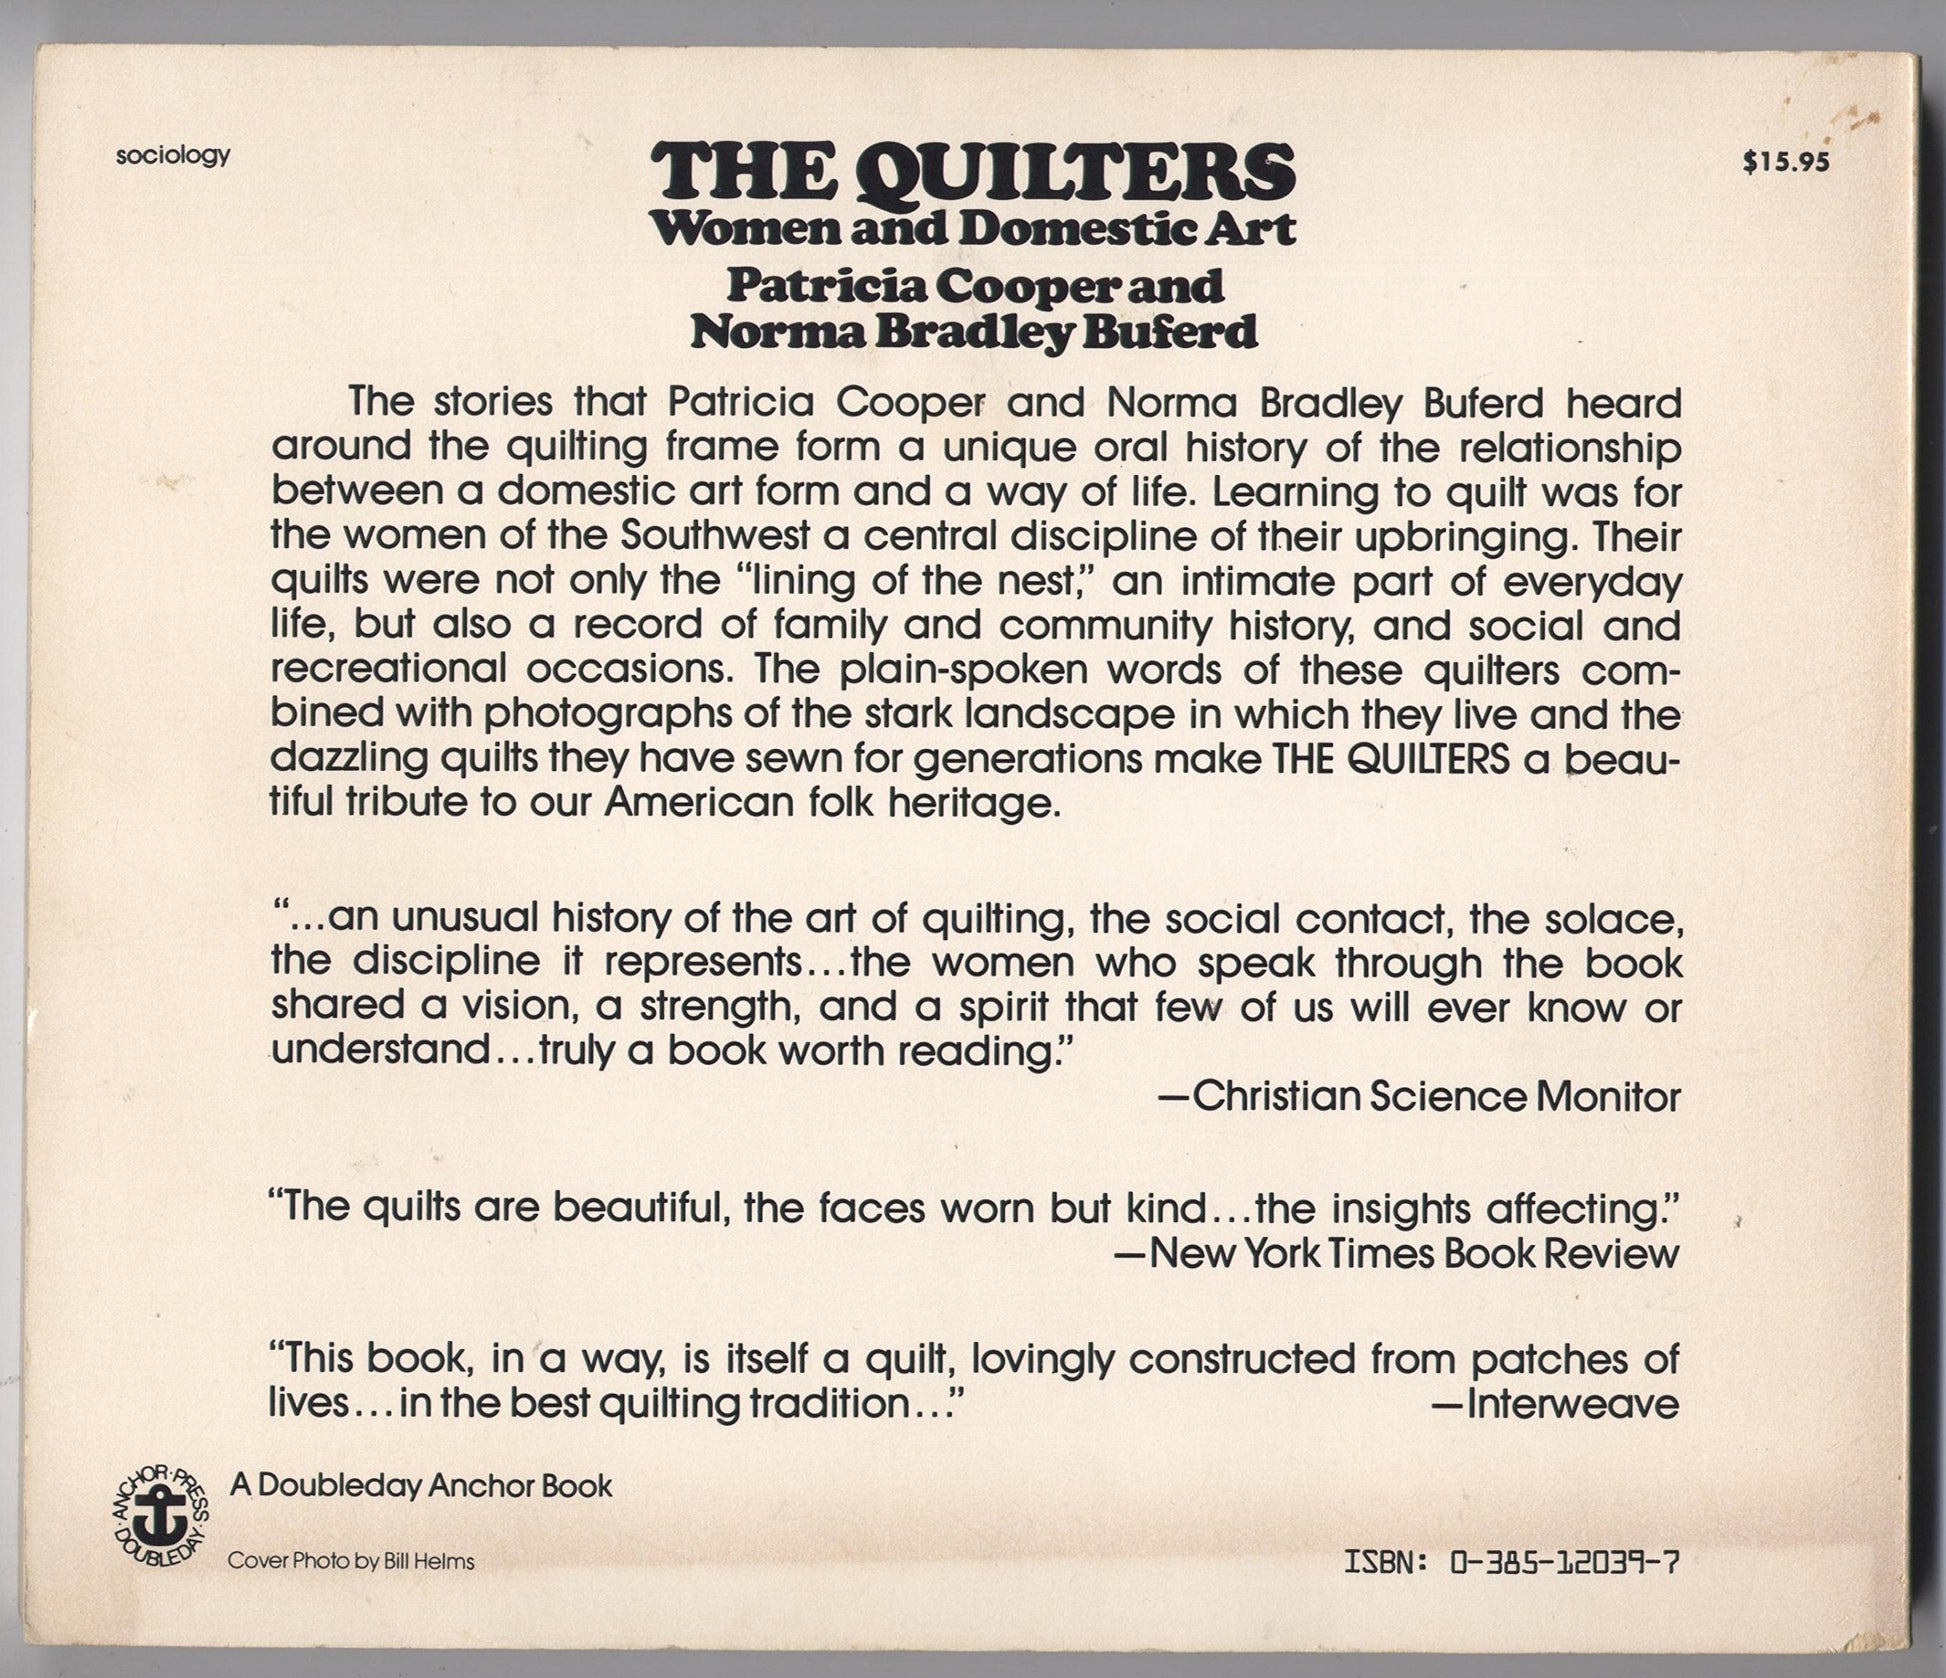 sociology
$15.95
THE QUILTERS
Women and Domestic Art
Patricia Cooper and
Norma Bradley Buferd
The stories that Patricia Cooper and Norma Bradley Buferd heard
around the quilting frame form a unique oral history of the relationship
between a domestic art form and a way of life. Learning to quilt was for
the women of the Southwest a central discipline of their upbringing. Their
quilts were not only the “lining of the nest,” an intimate part of everyday
life, but also a record of family and community history, and social and
recreational occasions. The plain-spoken words of these quilters com-
bined with photographs of the stark landscape in which they live and the
dazzling quilts they have sewn for generations make THE QUILTERS a beau-
tiful tribute to our American folk heritage.
“...an unusual history of the art of quilting, the social contact, the solace,
the discipline it represents...the women who speak through the book
shared a vision, a strength, and a spirit that few of us will ever know or
understand...truly a book worth reading.”
—Christian Science Monitor
“The quilts are beautiful, the faces worn but kind...the insights affecting.”
—New York Times Book Review
“This book, in a way, is itself a quilt, lovingly constructed from patches of
lives...in the best quilting tradition...” —Interweave
ANCHOR PRESS · DOUBLEDAY ·
A Doubleday Anchor Book
Cover Photo by Bill Helms
ISBN: 0-385-12039-7